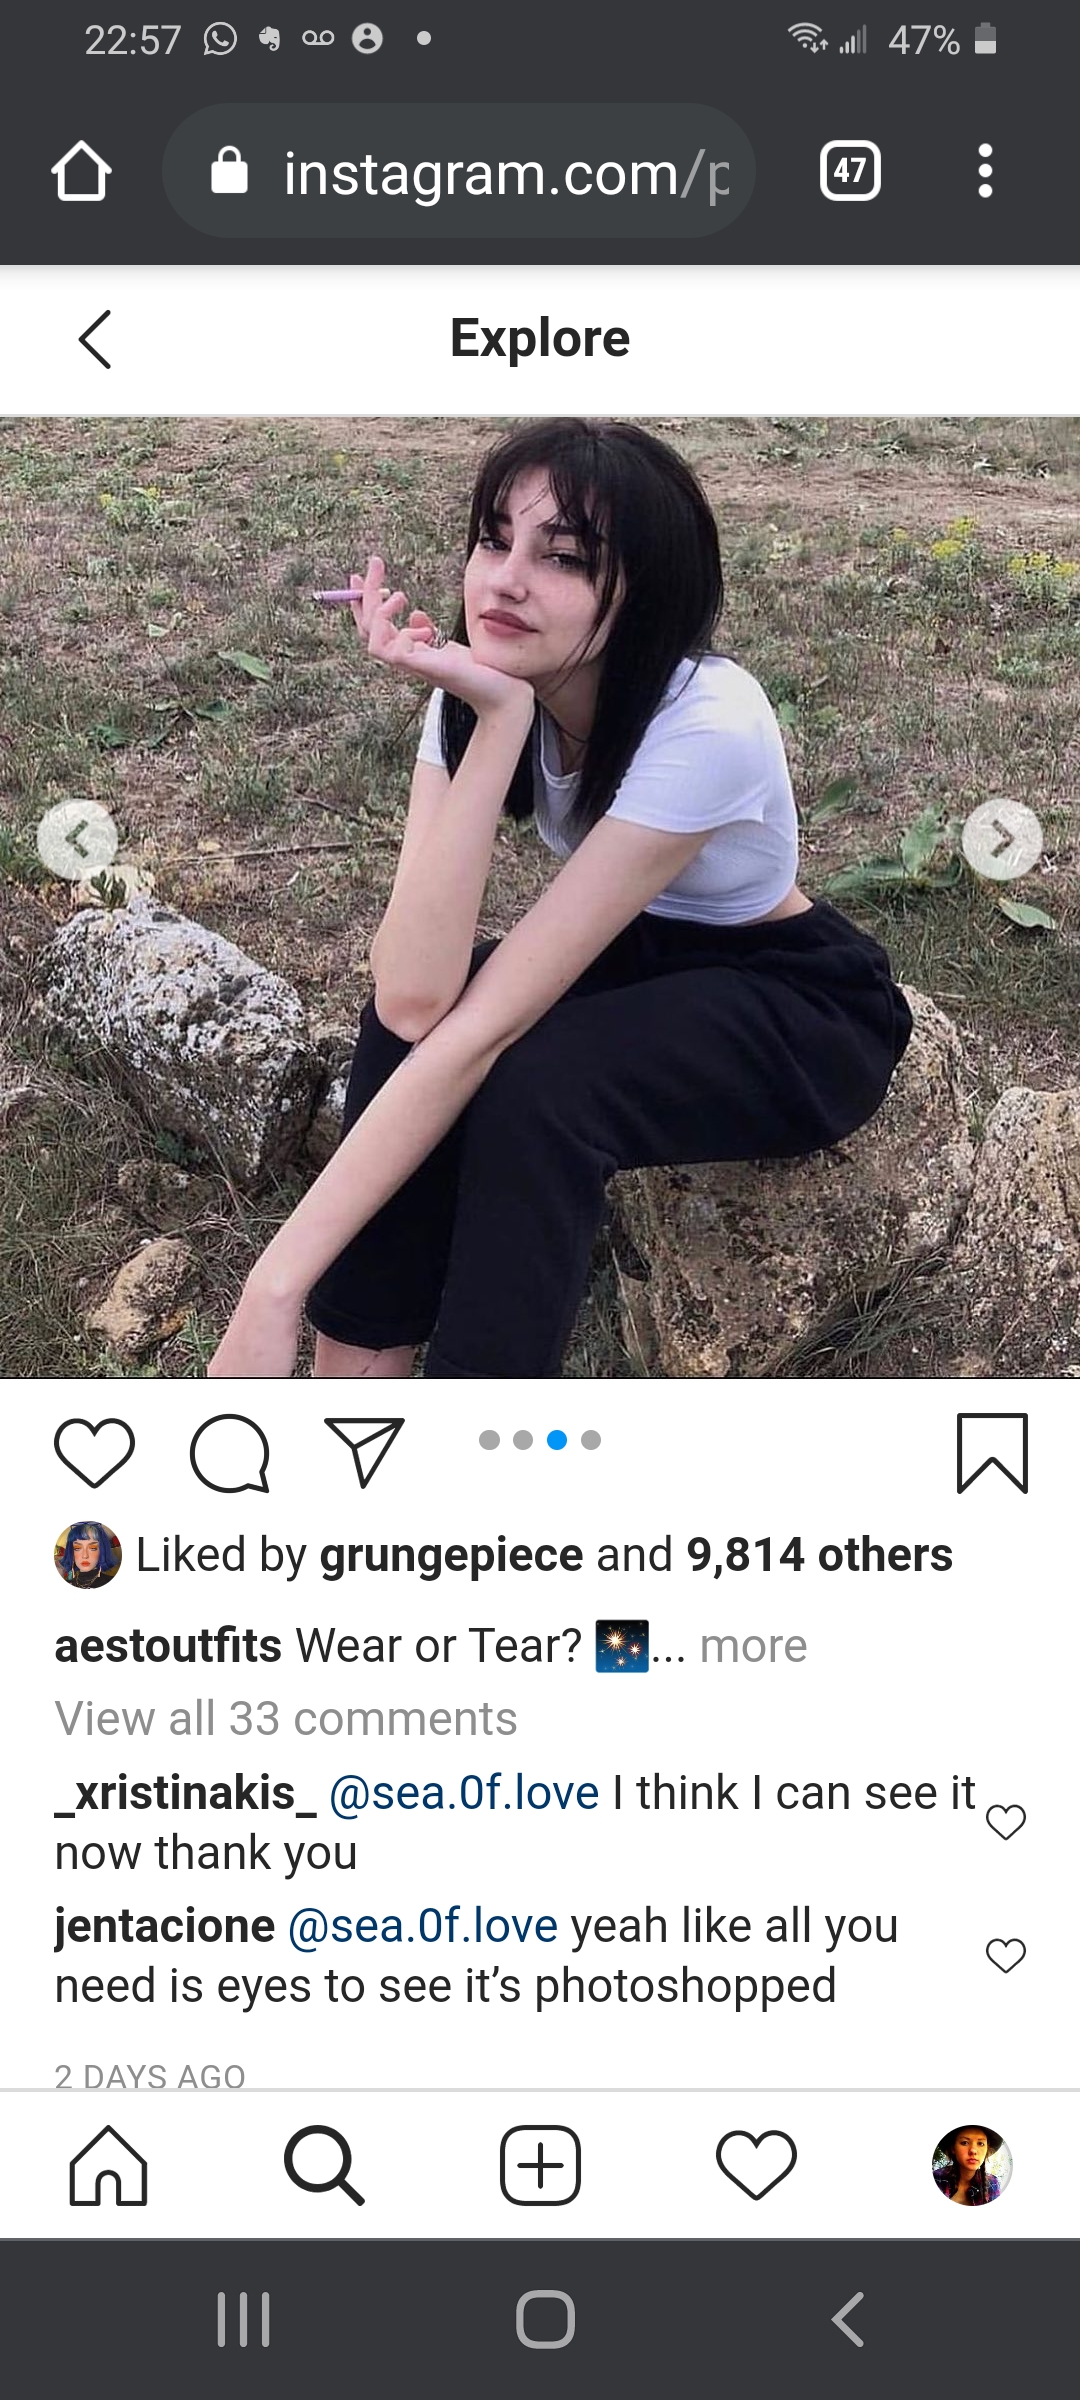 22:57 47%
instagram.com/p 47
Explore
Liked by grungepiece and 9,814 others
aestoutfits Wear or Tear? 🎇... more
View all 33 comments
_xristinakis_ @sea.0f.love I think I can see it
now thank you
jentacione @sea.0f.love yeah like all you
need is eyes to see it’s photoshopped
2 DAYS AGO